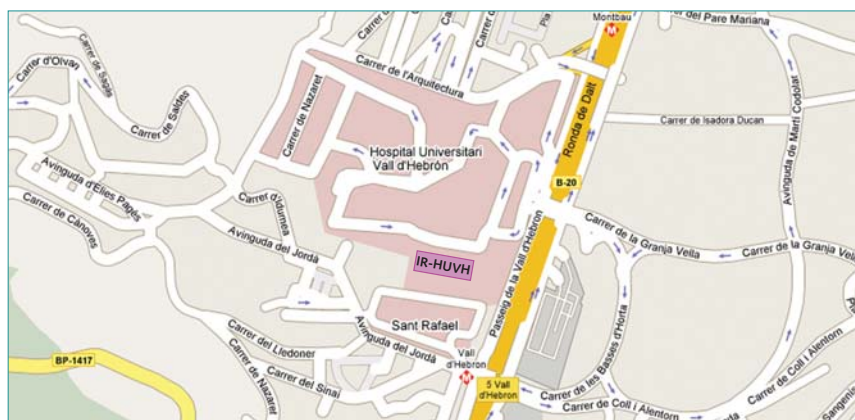 Montbau
Carrer del Pare Mariana
Carrer de Sagàs
Carrer d'Olvan
Carrer de Saldes
Carrer de l'Arquitectura
Carrer de Nazaret
Ronda de Dalt
Carrer de Isadora Ducan
Avinguda de Martí Codolar
Hospital Universitari
Vall d'Hebrón
B-20
Avinguda d'Elies Pagès
Carrer d'Idumea
Carrer de Cànoves
Avinguda del Jordà
Carrer de la Granja Vella
Carrer de la Granja Vella
IR-HUVH
Passeig de la Vall d'Hebron
Sant Rafael
Avinguda del Jordà
Carrer del Lledoner
Carrer de les Basses d'Horta
Carrer de Coll i Alentorn
BP-1417
Vall
d'Hebron
Carrer de Nazaret
Carrer del Sinaí
5 Vall
d'Hebron
Carrer de Coll i Alentorn